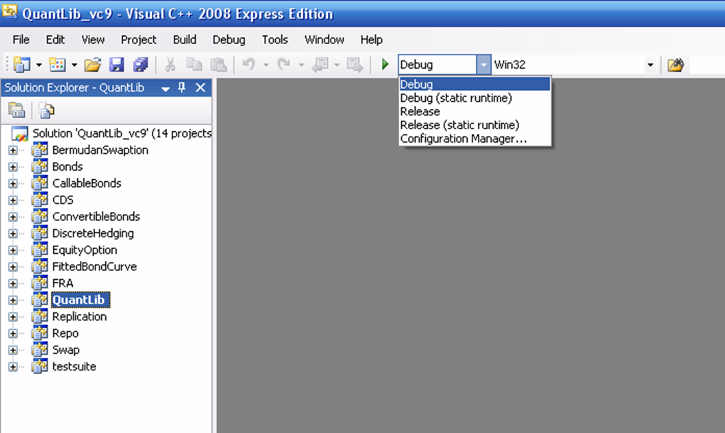 QuantLib_vc9 - Visual C++ 2008 Express Edition
File Edit View Project Build Debug Tools Window Help
Debug Win32
Solution Explorer - QuantLib
Debug
Debug (static runtime)
Release
Release (static runtime)
Configuration Manager...
Solution 'QuantLib_vc9' (14 projects
BermudanSwaption
Bonds
CallableBonds
CDS
ConvertibleBonds
DiscreteHedging
EquityOption
FittedBondCurve
FRA
QuantLib
Replication
Repo
Swap
testsuite